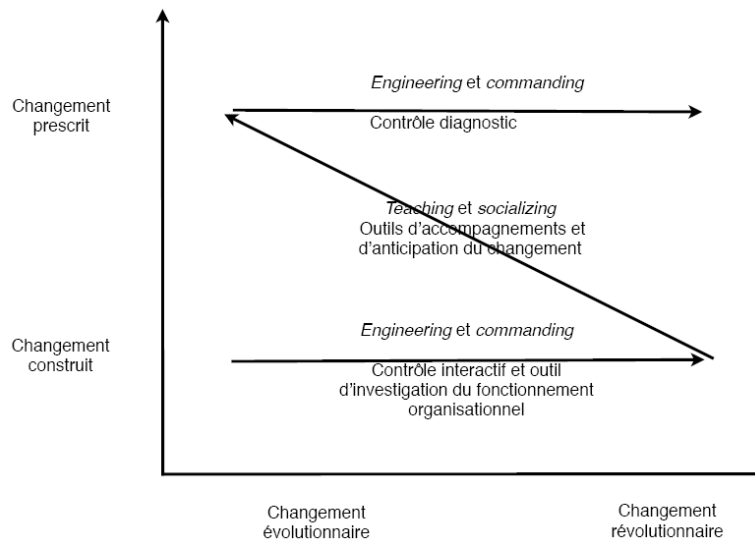 Engineering et commanding
Changement
prescrit
Contrôle diagnostic
Teaching et socializing
Outils d'accompagnements et
d'anticipation du changement
Engineering et commanding
Changement
construit
Contrôle interactif et outil
d'investigation du fonctionnement
organisationnel
Changement
évolutionnaire
Changement
révolutionnaire